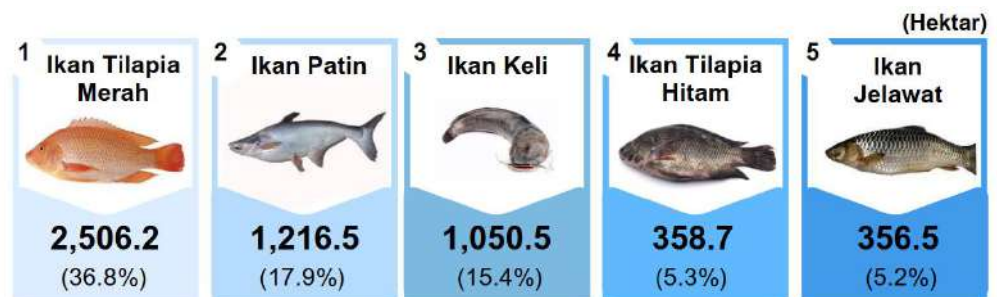 (Hektar)
1
Ikan Tilapia
Merah
2,506.2
(36.8%)
2
Ikan Patin
1,216.5
(17.9%)
3
Ikan Keli
1,050.5
(15.4%)
4
Ikan Tilapia
Hitam
358.7
(5.3%)
5
Ikan
Jelawat
356.5
(5.2%)